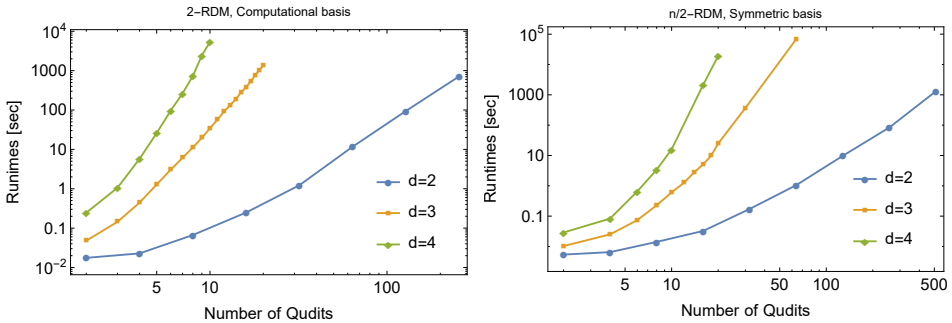 2−RDM, Computational basis
Runimes [sec]
10^4
1000
100
10
1
0.1
10^−2
5
10
50
100
Number of Qudits
d=2
d=3
d=4
n/2−RDM, Symmetric basis
Runtimes [sec]
10^5
1000
10
0.1
5
10
50
100
500
Number of Qudits
d=2
d=3
d=4